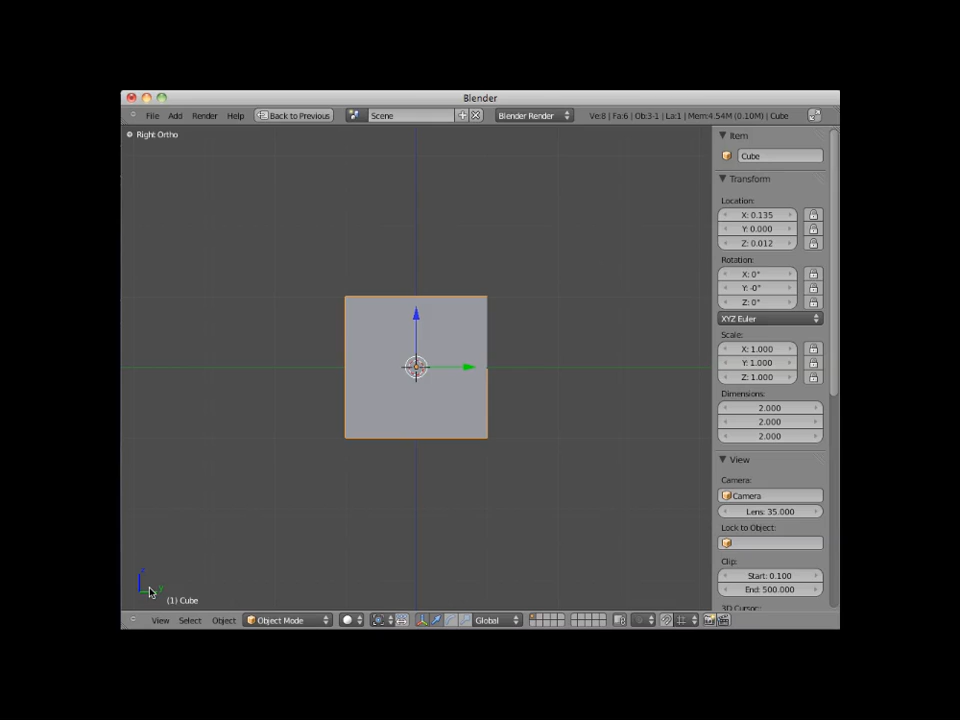 Blender
File Add Render Help Back to Previous Scene Blender Render Ve:8 | Fa:6 | Ob:3-1 | La:1 | Mem:4.54M (0.10M) | Cube
Right Ortho
Item
Cube
Transform
Location:
X: 0.135
Y: 0.000
Z: 0.012
Rotation:
X: 0°
Y: -0°
Z: 0°
XYZ Euler
Scale:
X: 1.000
Y: 1.000
Z: 1.000
Dimensions:
2.000
2.000
2.000
View
Camera:
Camera
Lens: 35.000
Lock to Object:
Clip:
Start: 0.100
End: 500.000
3D Cursor:
z
y
(1) Cube
View Select Object Object Mode Global